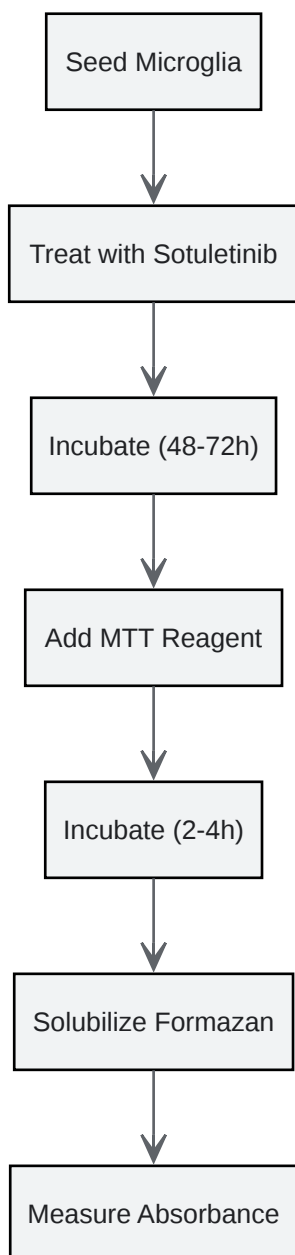 Seed Microglia
Treat with Sotuletinib
Incubate (48-72h)
Add MTT Reagent
Incubate (2-4h)
Solubilize Formazan
Measure Absorbance